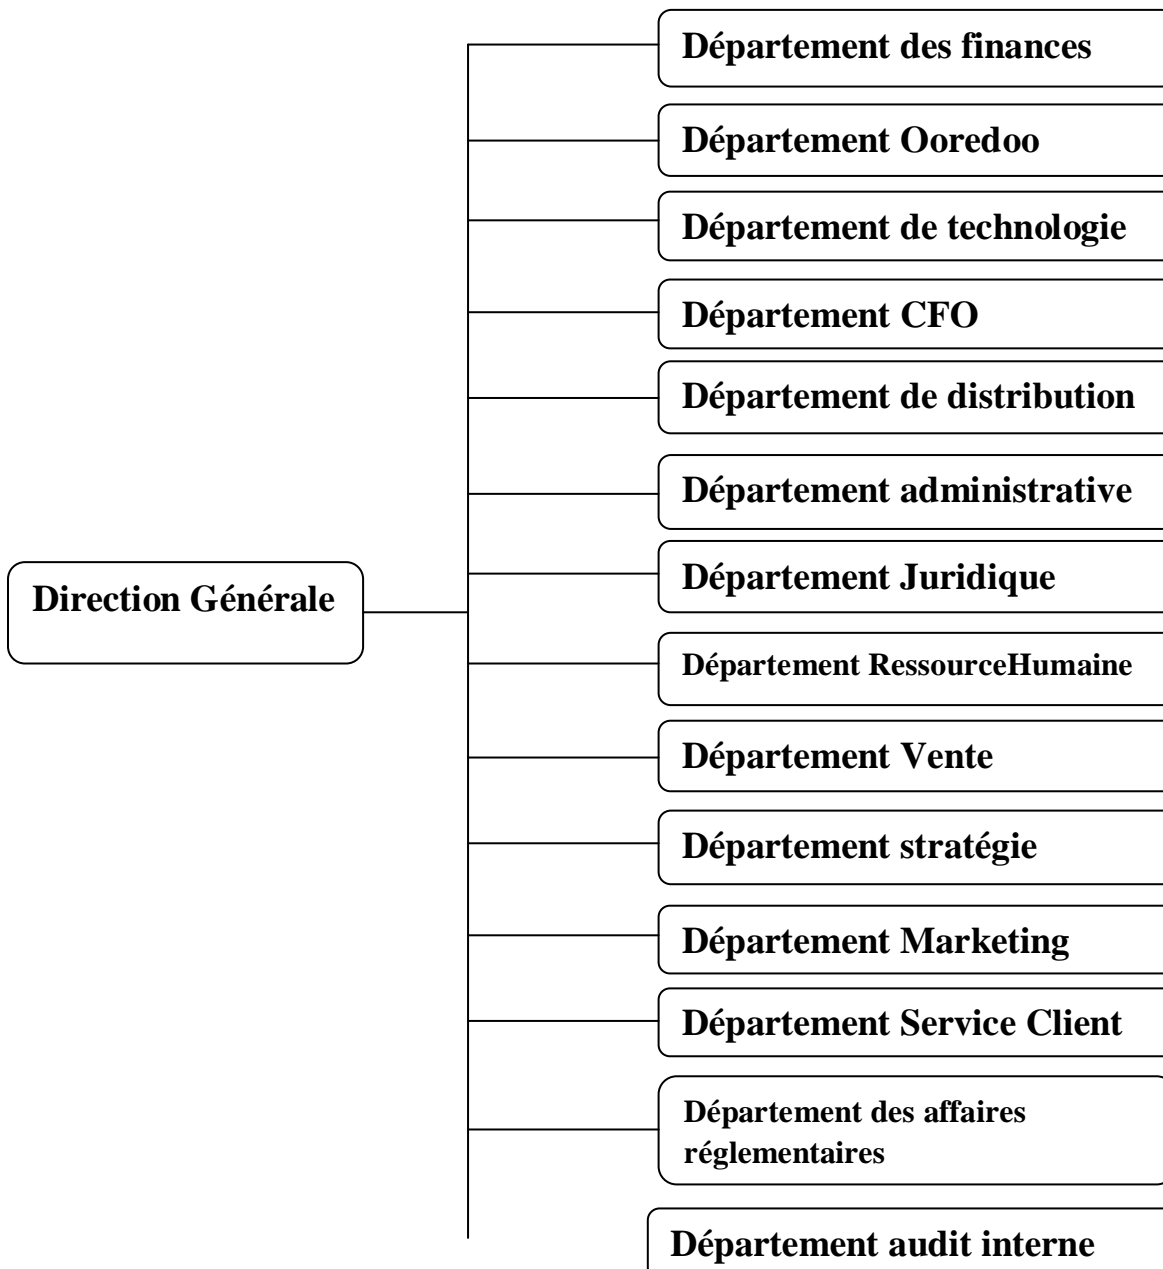 Département des finances
Département Ooredoo
Département de technologie
Département CFO
Département de distribution
Département administrative
Département Juridique
Direction Générale
Département RessourceHumaine
Département Vente
Département stratégie
Département Marketing
Département Service Client
Département des affaires
réglementaires
Département audit interne